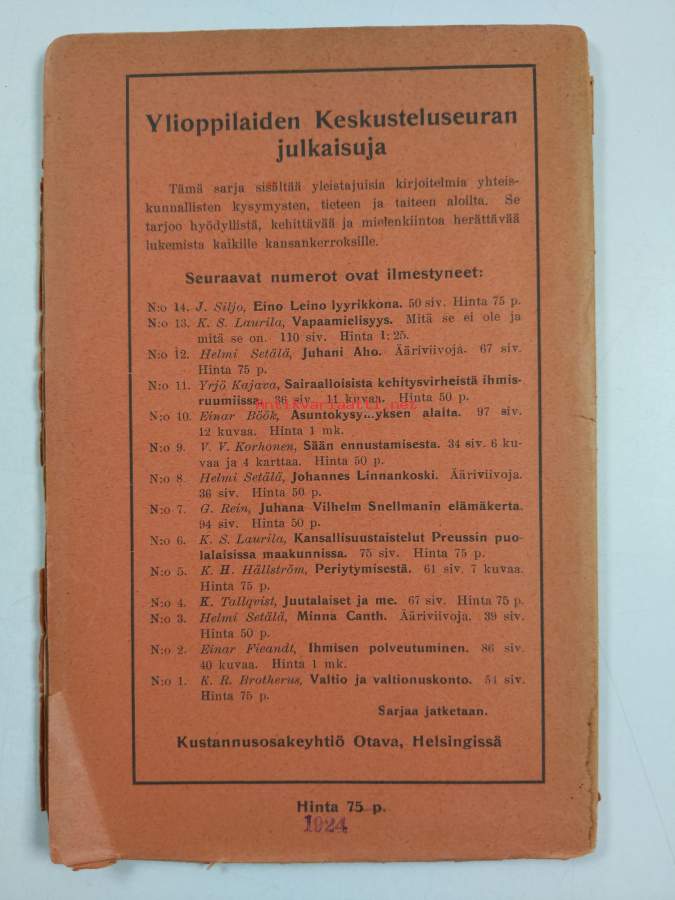 Ylioppilaiden Keskusteluseuran
julkaisuja
Tämä sarja sisältää yleistajuisia kirjoitelmia yhteis-
kunnallisten kysymysten, tieteen ja taiteen aloilta. Se
tarjoo hyödyllistä, kehittävää ja mielenkiintoa herättävää
lukemista kaikille kansankerroksille.
Seuraavat numerot ovat ilmestyneet:
N:o 14. J. Siljo, Eino Leino lyyrikkona. 50 siv. Hinta 75 p.
N:o 13. K. S. Laurila, Vapaamielisyys. Mitä se ei ole ja
mitä se on. 110 siv. Hinta 1: 25.
N:o 12. Helmi Setälä, Juhani Aho. Ääriviivoja. 67 siv.
Hinta 75 p.
N:o 11. Yrjö Kajava, Sairaalloisista kehitysvirheistä ihmis-
ruumiissa. 36 siv. 11 kuvaa. Hinta 50 p.
Antikvariaatti.net
N:o 10. Einar Böök, Asuntokysy...yksen alalta. 97 siv.
12 kuvaa. Hinta 1 mk.
N:o 9. V. V. Korhonen, Sään ennustamisesta. 34 siv. 6 ku-
vaa ja 4 karttaa. Hinta 50 p.
N:o 8. Helmi Setälä, Johannes Linnankoski. Ääriviivoja.
36 siv. Hinta 50 p.
N:o 7. G. Rein, Juhana Vilhelm Snellmanin elämäkerta.
94 siv. Hinta 50 p.
N:o 6. K. S. Laurila, Kansallisuustaistelut Preussin puo-
lalaisissa maakunnissa. 75 siv. Hinta 75 p.
N:o 5. K. H. Hällström, Periytymisestä. 61 siv. 7 kuvaa.
Hinta 75 p.
N:o 4. K. Tallqvist, Juutalaiset ja me. 67 siv. Hinta 75 p.
N:o 3. Helmi Setälä, Minna Canth. Ääriviivoja. 39 siv.
Hinta 50 p.
N:o 2. Einar Fieandt, Ihmisen polveutuminen. 86 siv.
40 kuvaa. Hinta 1 mk.
N:o 1. K. R. Brotherus, Valtio ja valtionuskonto. 54 siv.
Hinta 75 p.
Sarjaa jatketaan.
Kustannusosakeyhtiö Otava, Helsingissä
Hinta 75 p.
1924